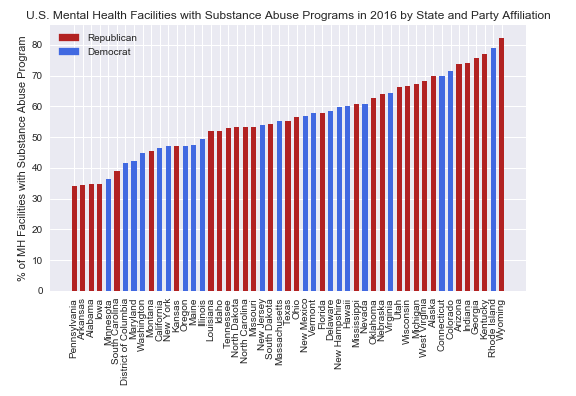 U.S. Mental Health Facilities with Substance Abuse Programs in 2016 by State and Party Affiliation
Republican
Democrat
% of MH Facilities with Substance Abuse Program
80
70
60
50
40
30
20
10
0
Pennsylvania
Arkansas
Alabama
Iowa
Minnesota
South Carolina
District of Columbia
Maryland
Washington
Montana
California
New York
Kansas
Oregon
Maine
Illinois
Louisiana
Idaho
Tennessee
North Dakota
North Carolina
Missouri
New Jersey
South Dakota
Massachusetts
Texas
Ohio
New Mexico
Vermont
Florida
Delaware
New Hampshire
Hawaii
Mississippi
Nevada
Oklahoma
Nebraska
Virginia
Utah
Wisconsin
Michigan
West Virginia
Alaska
Connecticut
Colorado
Arizona
Indiana
Georgia
Kentucky
Rhode Island
Wyoming